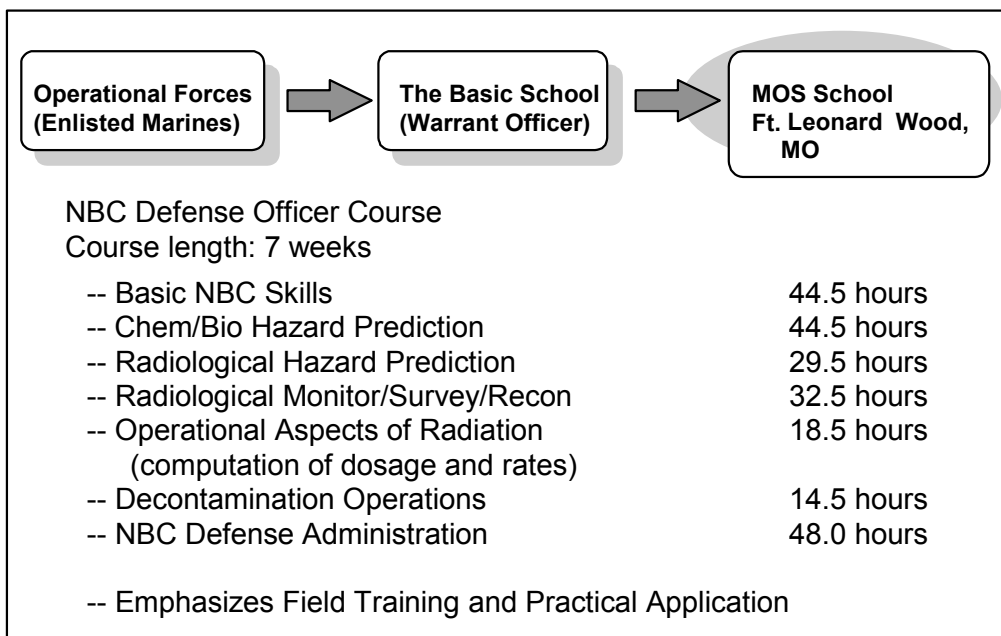 Operational Forces
(Enlisted Marines)
The Basic School
(Warrant Officer)
MOS School
Ft. Leonard Wood,
MO
NBC Defense Officer Course
Course length: 7 weeks
-- Basic NBC Skills 44.5 hours
-- Chem/Bio Hazard Prediction 44.5 hours
-- Radiological Hazard Prediction 29.5 hours
-- Radiological Monitor/Survey/Recon 32.5 hours
-- Operational Aspects of Radiation 18.5 hours
(computation of dosage and rates)
-- Decontamination Operations 14.5 hours
-- NBC Defense Administration 48.0 hours
-- Emphasizes Field Training and Practical Application